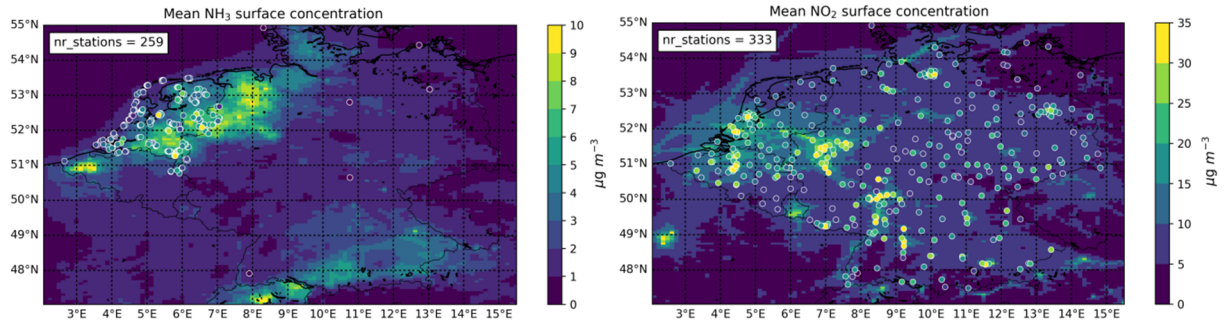 Mean NH₃ surface concentration
nr_stations = 259
55°N
54°N
53°N
52°N
51°N
50°N
49°N
48°N
3°E 4°E 5°E 6°E 7°E 8°E 9°E 10°E 11°E 12°E 13°E 14°E 15°E
10
9
8
7
6
5
4
3
2
1
0
μg m⁻³
Mean NO₂ surface concentration
nr_stations = 333
55°N
54°N
53°N
52°N
51°N
50°N
49°N
48°N
3°E 4°E 5°E 6°E 7°E 8°E 9°E 10°E 11°E 12°E 13°E 14°E 15°E
35
30
25
20
15
10
5
0
μg m⁻³